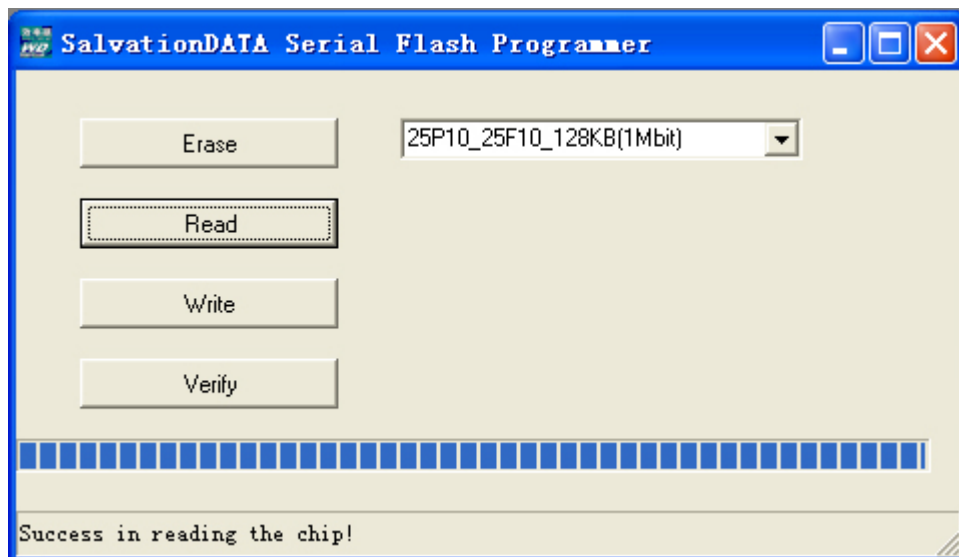 SalvationDATA Serial Flash Programmer
Erase
25P10_25F10_128KB(1Mbit)
Read
Write
Verify
Success in reading the chip!